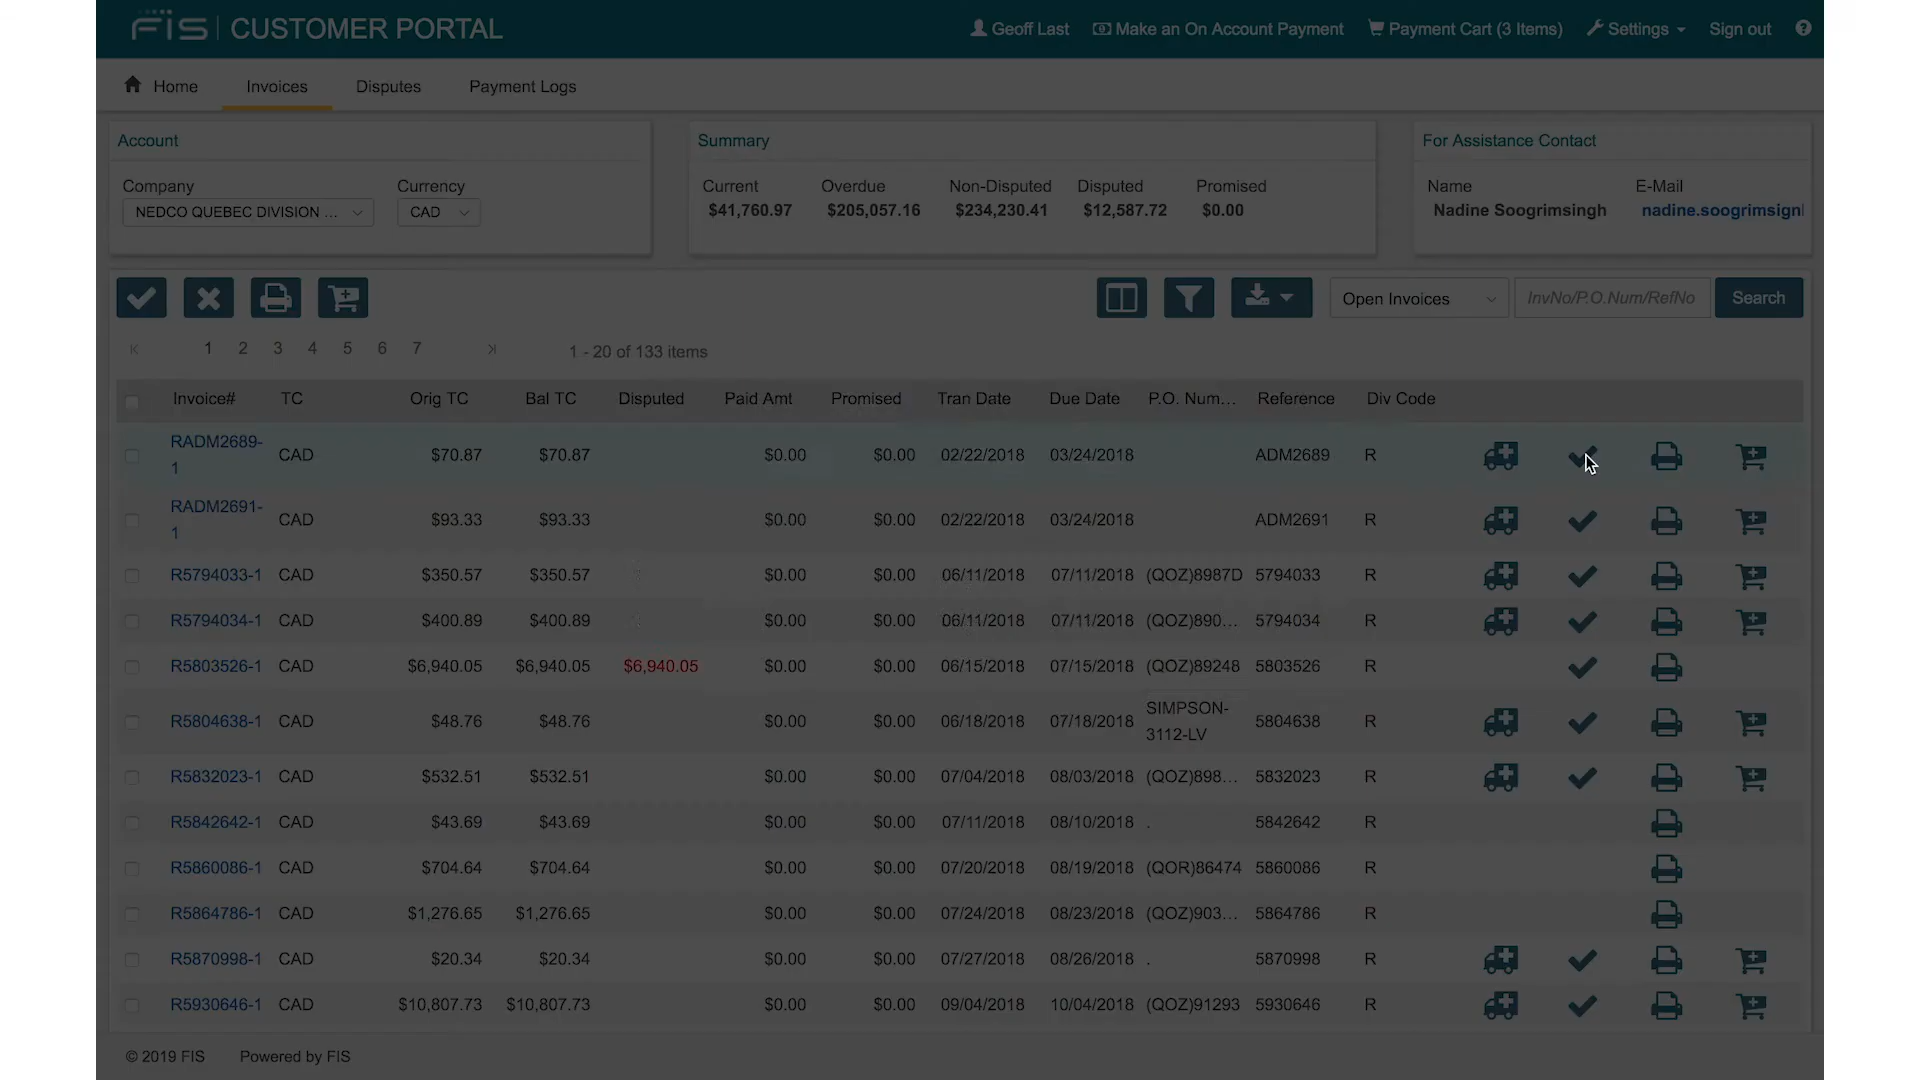 FIS CUSTOMER PORTAL
Geoff Last Make an On Account Payment Payment Cart (3 Items) Settings Sign out ?
Home Invoices Disputes Payment Logs
Account Summary For Assistance Contact
Company Currency Current Overdue Non-Disputed Disputed Promised Name E-Mail
NEDCO QUEBEC DIVISION ... CAD $41,760.97 $205,057.16 $234,230.41 $12,587.72 $0.00 Nadine Soogrimsingh nadine.soogrimsign
Open Invoices InvNo/P.O.Num/RefNo Search
1 2 3 4 5 6 7 1 - 20 of 133 items
Invoice# TC Orig TC Bal TC Disputed Paid Amt Promised Tran Date Due Date P.O. Num... Reference Div Code
RADM2689-
1 CAD $70.87 $70.87 $0.00 $0.00 02/22/2018 03/24/2018 ADM2689 R
RADM2691-
1 CAD $93.33 $93.33 $0.00 $0.00 02/22/2018 03/24/2018 ADM2691 R
R5794033-1 CAD $350.57 $350.57 $0.00 $0.00 06/11/2018 07/11/2018 (QOZ)8987D 5794033 R
R5794034-1 CAD $400.89 $400.89 $0.00 $0.00 06/11/2018 07/11/2018 (QOZ)890... 5794034 R
R5803526-1 CAD $6,940.05 $6,940.05 $6,940.05 $0.00 $0.00 06/15/2018 07/15/2018 (QOZ)89248 5803526 R
R5804638-1 CAD $48.76 $48.76 $0.00 $0.00 06/18/2018 07/18/2018 SIMPSON-
3112-LV 5804638 R
R5832023-1 CAD $532.51 $532.51 $0.00 $0.00 07/04/2018 08/03/2018 (QOZ)898... 5832023 R
R5842642-1 CAD $43.69 $43.69 $0.00 $0.00 07/11/2018 08/10/2018 . 5842642 R
R5860086-1 CAD $704.64 $704.64 $0.00 $0.00 07/20/2018 08/19/2018 (QOR)86474 5860086 R
R5864786-1 CAD $1,276.65 $1,276.65 $0.00 $0.00 07/24/2018 08/23/2018 (QOZ)903... 5864786 R
R5870998-1 CAD $20.34 $20.34 $0.00 $0.00 07/27/2018 08/26/2018 . 5870998 R
R5930646-1 CAD $10,807.73 $10,807.73 $0.00 $0.00 09/04/2018 10/04/2018 (QOZ)91293 5930646 R
© 2019 FIS Powered by FIS